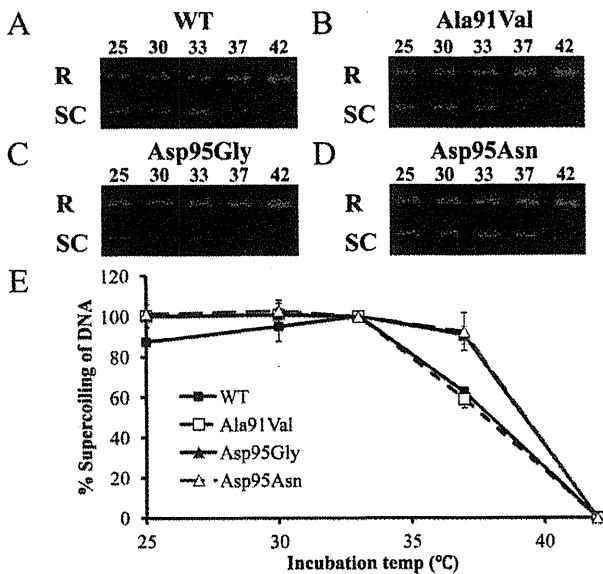 A
WT
25 30 33 37 42
R
SC
B
Ala91Val
25 30 33 37 42
R
SC
C
Asp95Gly
25 30 33 37 42
R
SC
D
Asp95Asn
25 30 33 37 42
R
SC
E
% Supercoiling of DNA
120
100
80
60
40
20
0
WT
Ala91Val
Asp95Gly
Asp95Asn
25 30 35 40
Incubation temp (℃)